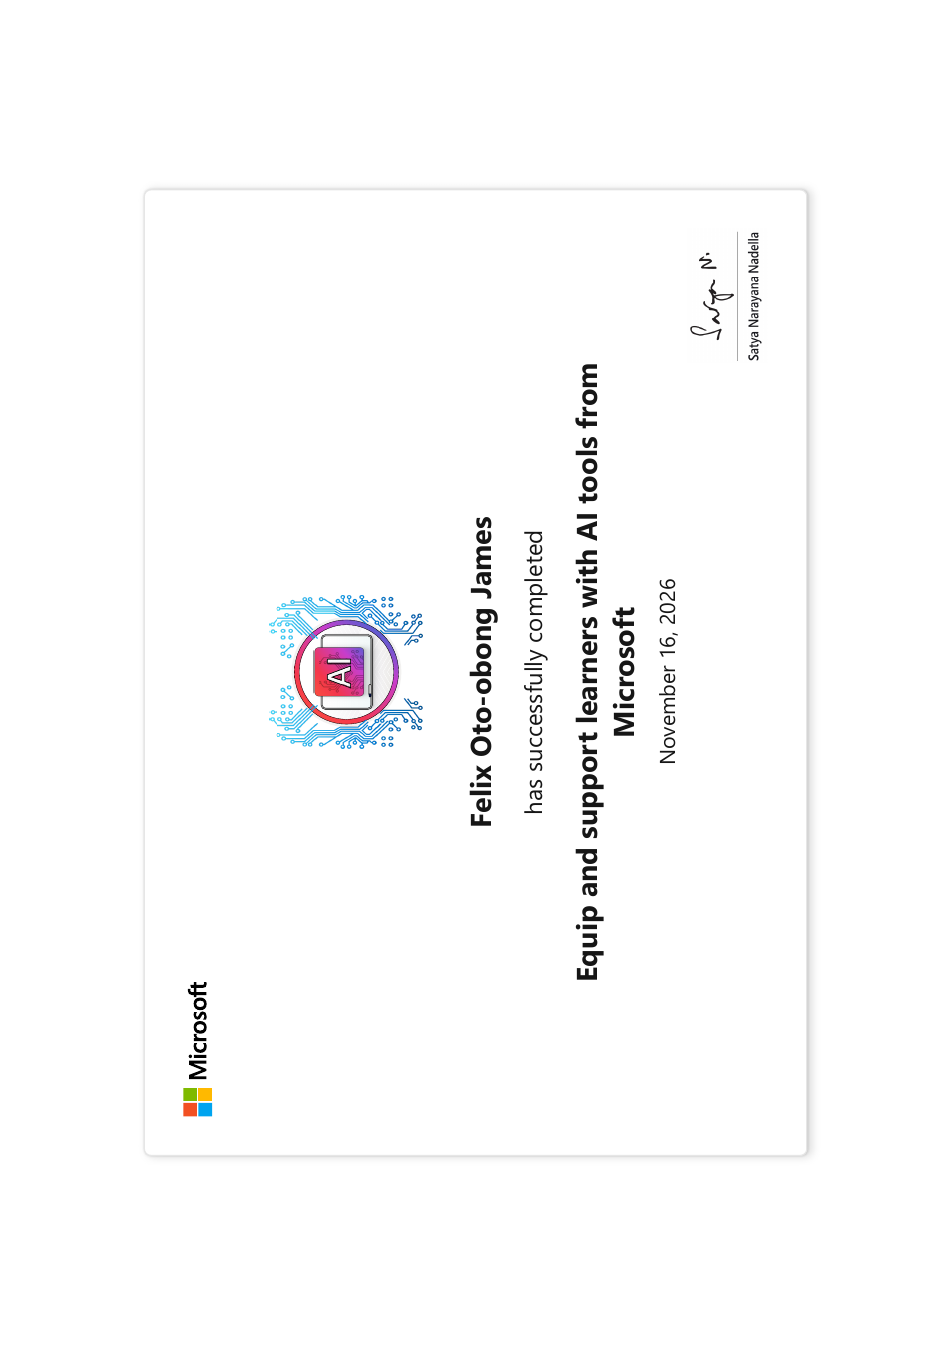 Microsoft
AI
Felix Oto-obong James
has successfully completed
Equip and support learners with AI tools from
Microsoft
November 16, 2026
Satya N.
Satya Narayana Nadella